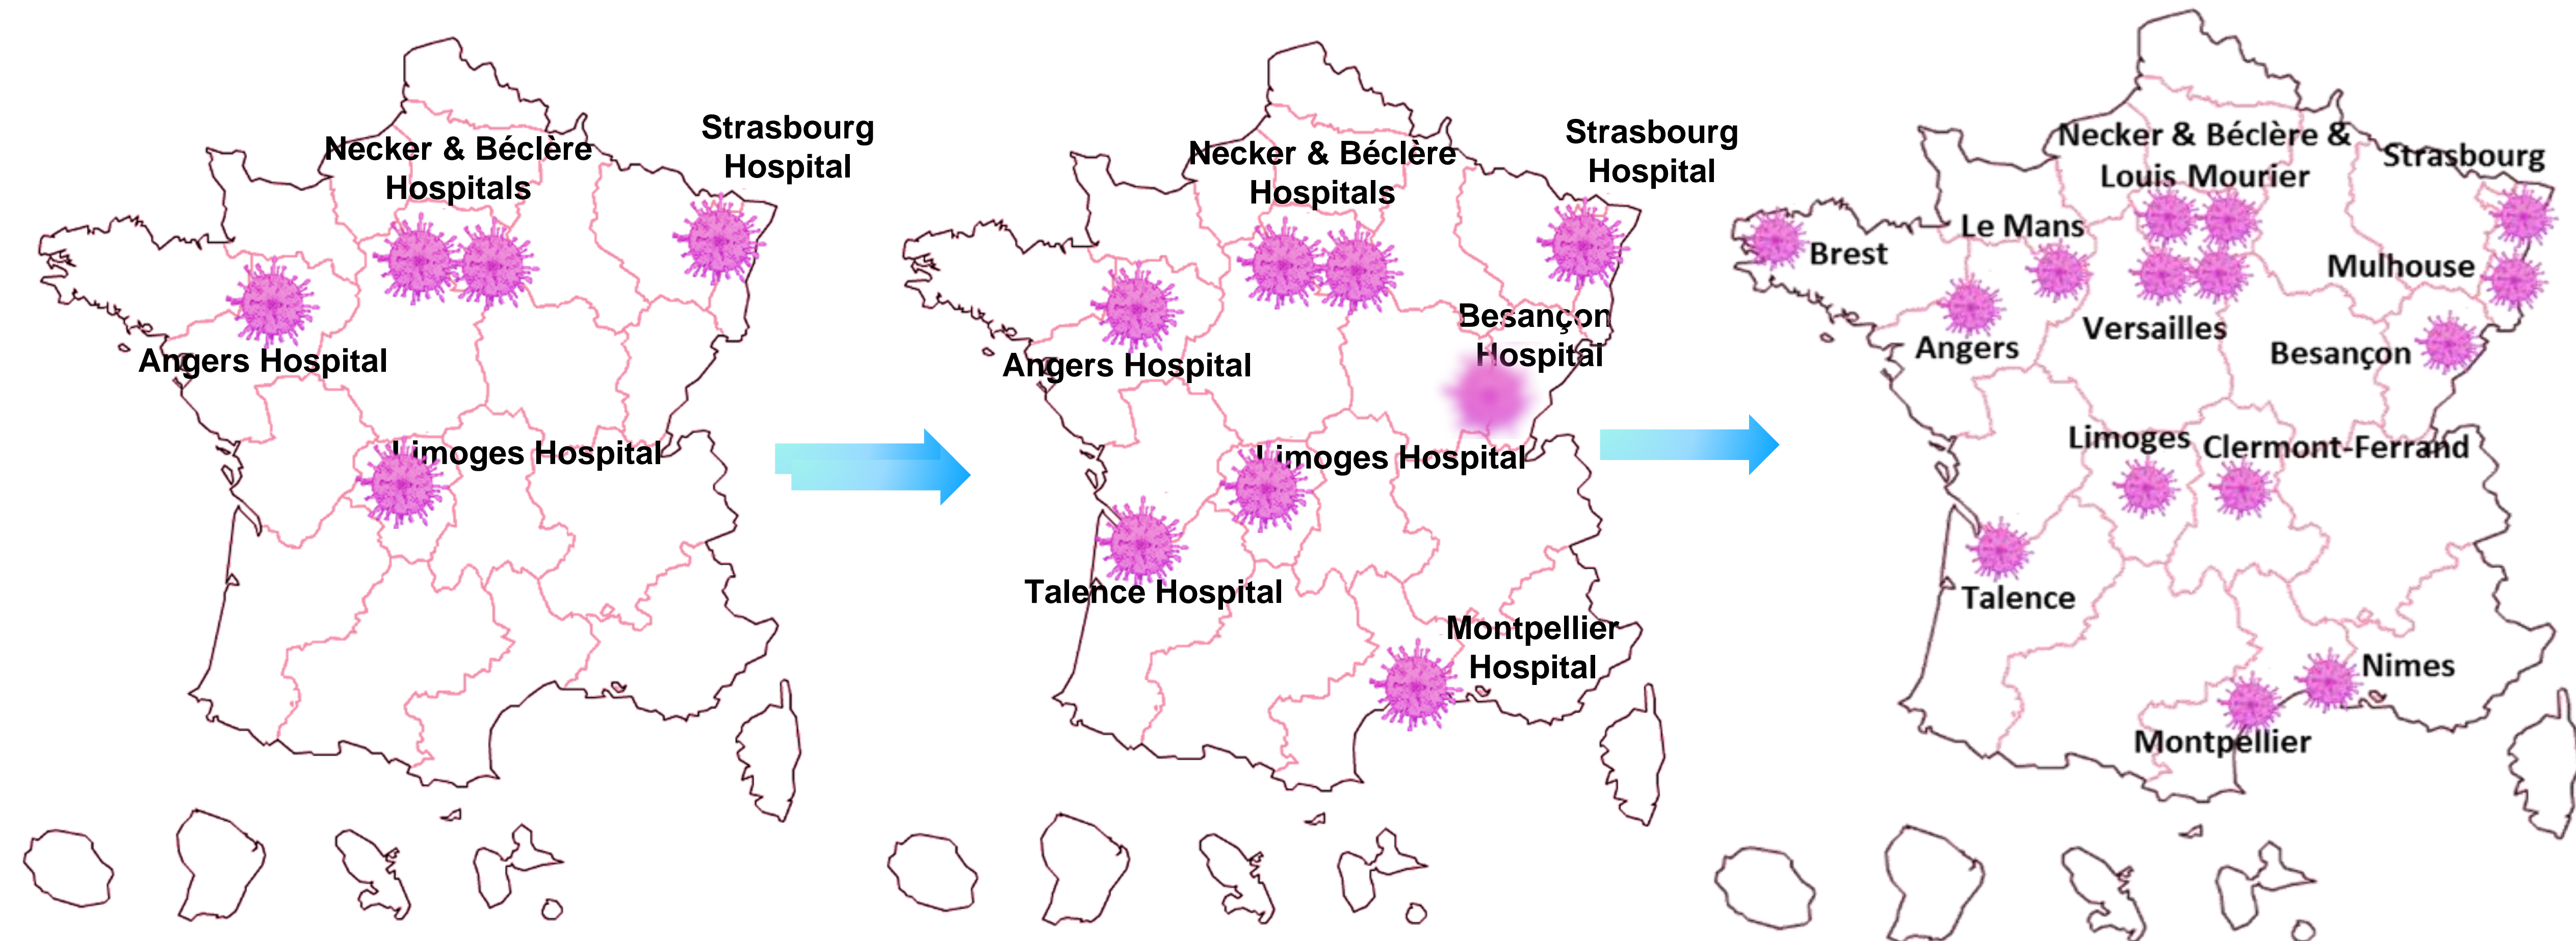 Necker & Béclère
Hospitals
Strasbourg
Hospital
Angers Hospital
Limoges Hospital
Necker & Béclère
Hospitals
Strasbourg
Hospital
Angers Hospital
Besançon
Hospital
Limoges Hospital
Talence Hospital
Montpellier
Hospital
Necker & Béclère &
Louis Mourier
Strasbourg
Brest
Le Mans
Mulhouse
Angers
Versailles
Besançon
Limoges
Clermont-Ferrand
Talence
Nimes
Montpellier